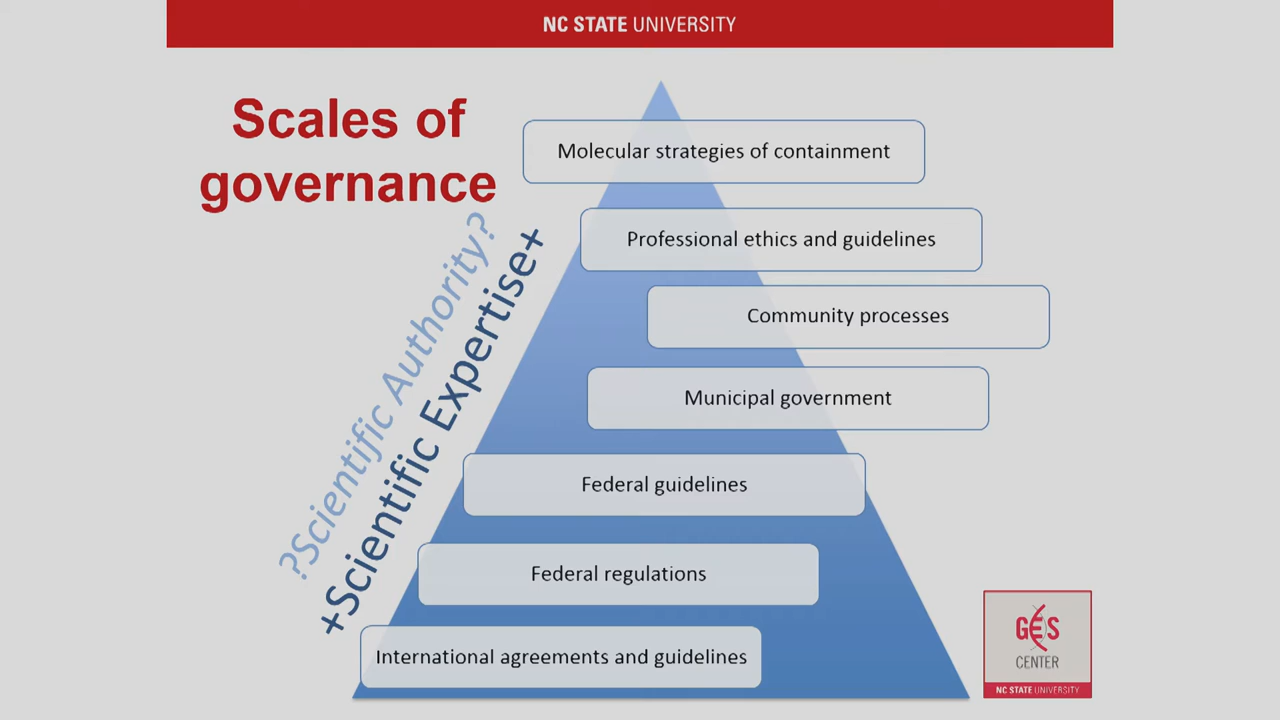 NC STATE UNIVERSITY
Scales of
governance
?Scientific Authority?
+Scientific Expertise+
Molecular strategies of containment
Professional ethics and guidelines
Community processes
Municipal government
Federal guidelines
Federal regulations
International agreements and guidelines
GES
CENTER
NC STATE UNIVERSITY